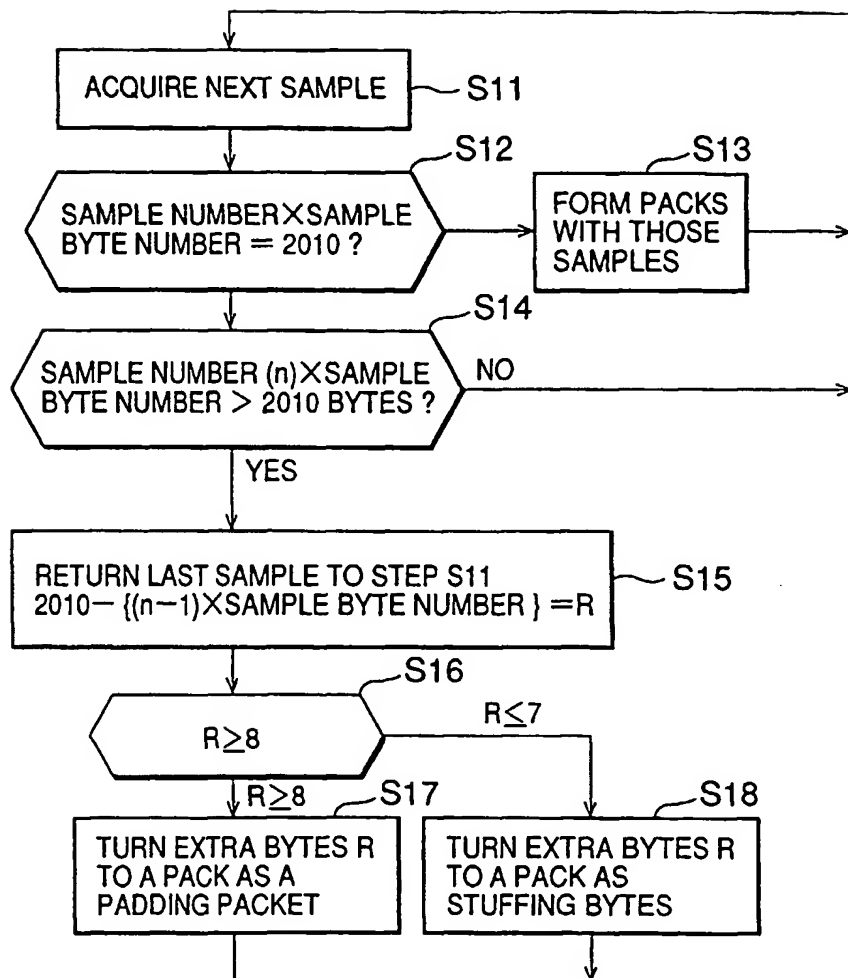 ACQUIRE NEXT SAMPLE
S11
S12
SAMPLE NUMBER×SAMPLE
BYTE NUMBER = 2010 ?
S13
FORM PACKS
WITH THOSE
SAMPLES
S14
SAMPLE NUMBER (n)×SAMPLE
BYTE NUMBER > 2010 BYTES ?
NO
YES
RETURN LAST SAMPLE TO STEP S11
2010− {(n−1)×SAMPLE BYTE NUMBER } =R
S15
S16
R≥8
R≤7
R≥8
S17
TURN EXTRA BYTES R
TO A PACK AS A
PADDING PACKET
S18
TURN EXTRA BYTES R
TO A PACK AS
STUFFING BYTES